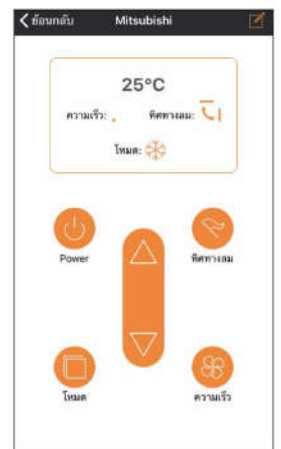 ย้อนกลับ Mitsubishi
25°C
ความเร็ว: ทิศทางลม:
โหมด:
Power ทิศทางลม
โหมด ความเร็ว